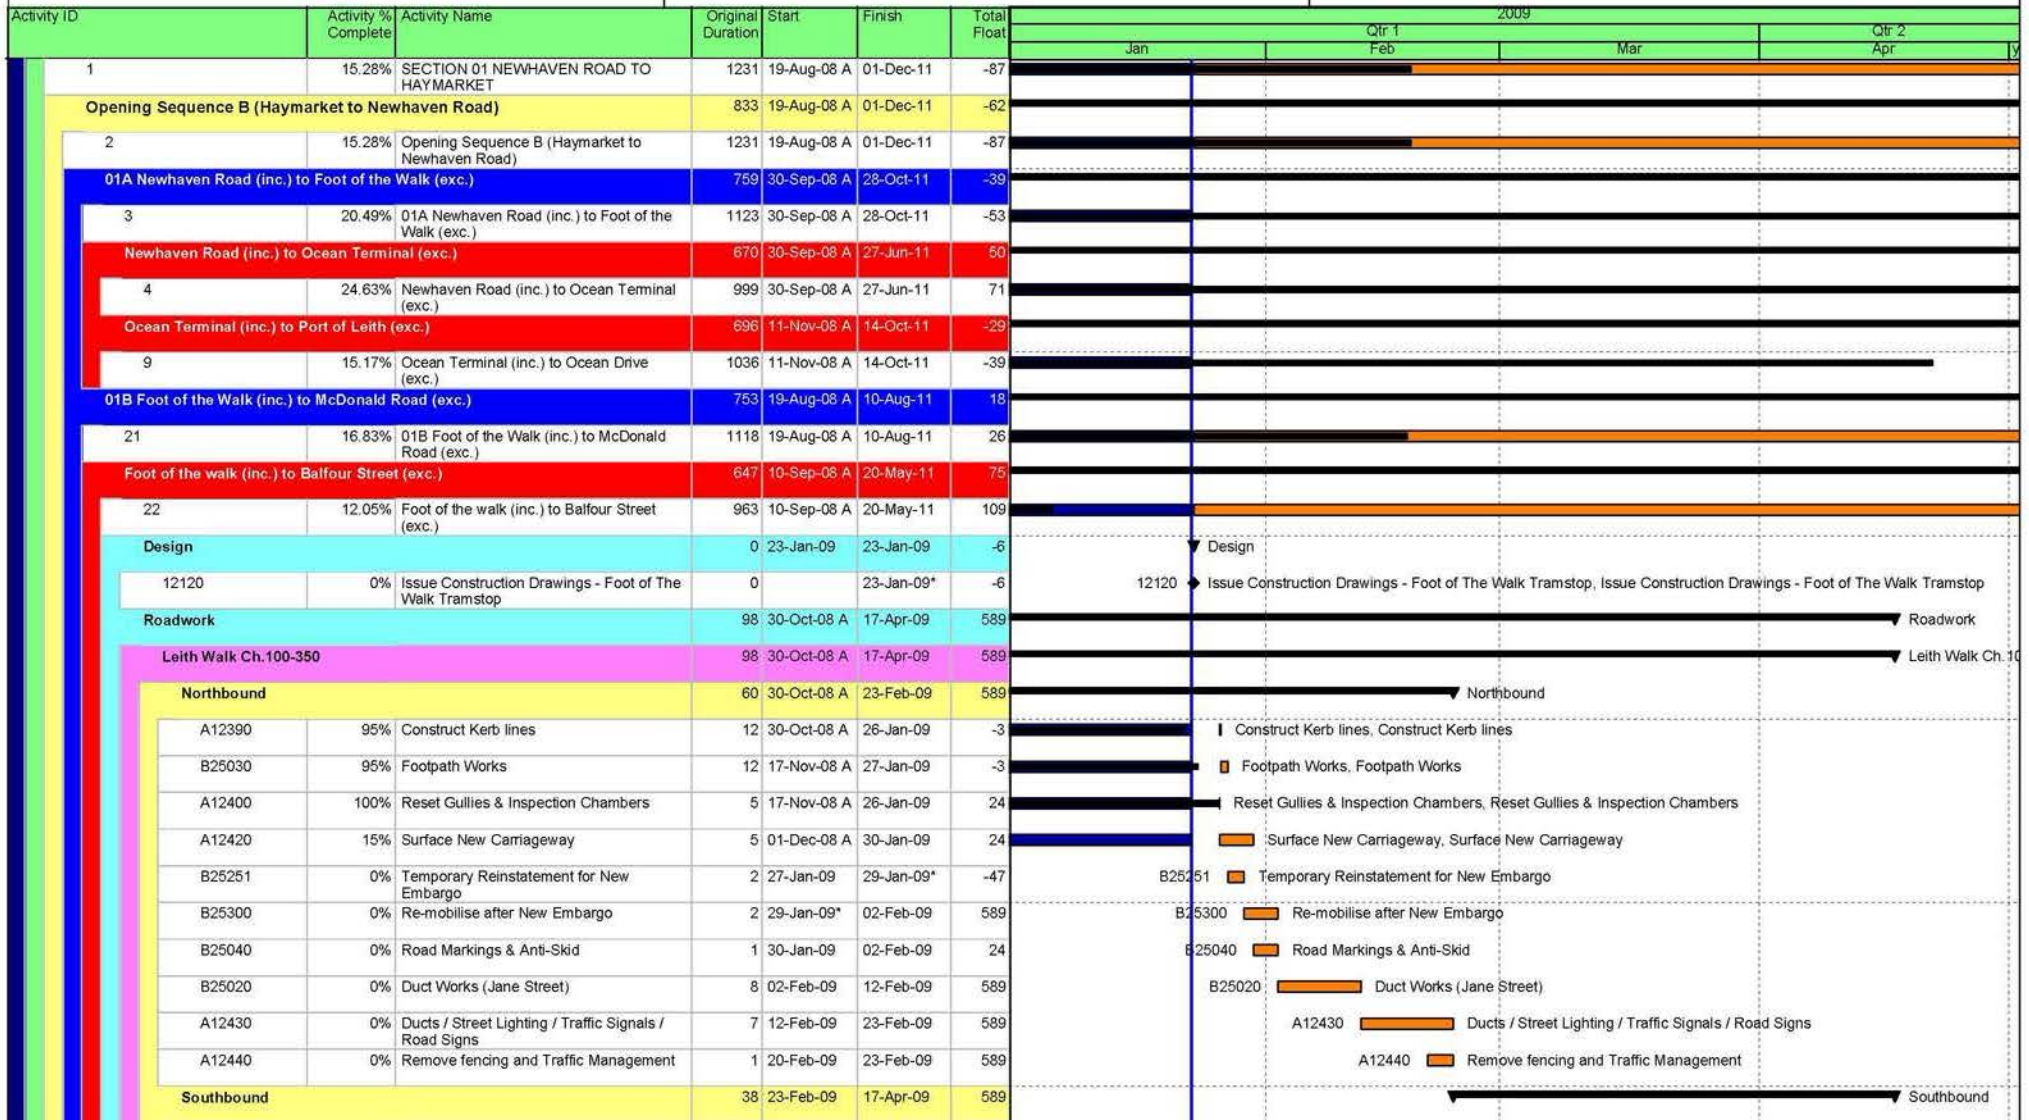 Activity ID Activity % Activity Name Original Start Finish Total 2009
Complete Duration Float Qtr 1 Qtr 2
Jan Feb Mar Apr
1 15.28% SECTION 01 NEWHAVEN ROAD TO 1231 19-Aug-08 A 01-Dec-11 -87
HAYMARKET
Opening Sequence B (Haymarket to Newhaven Road) 833 19-Aug-08 A 01-Dec-11 -62
2 15.28% Opening Sequence B (Haymarket to 1231 19-Aug-08 A 01-Dec-11 -87
Newhaven Road)
01A Newhaven Road (inc.) to Foot of the Walk (exc.) 759 30-Sep-08 A 28-Oct-11 -39
3 20.49% 01A Newhaven Road (inc.) to Foot of the 1123 30-Sep-08 A 28-Oct-11 -53
Walk (exc.)
Newhaven Road (inc.) to Ocean Terminal (exc.) 670 30-Sep-08 A 27-Jun-11 50
4 24.63% Newhaven Road (inc.) to Ocean Terminal 999 30-Sep-08 A 27-Jun-11 71
(exc.)
Ocean Terminal (inc.) to Port of Leith (exc.) 696 11-Nov-08 A 14-Oct-11 -29
9 15.17% Ocean Terminal (inc.) to Ocean Drive 1036 11-Nov-08 A 14-Oct-11 -39
(exc.)
01B Foot of the Walk (inc.) to McDonald Road (exc.) 753 19-Aug-08 A 10-Aug-11 18
21 16.83% 01B Foot of the Walk (inc.) to McDonald 1118 19-Aug-08 A 10-Aug-11 26
Road (exc.)
Foot of the walk (inc.) to Balfour Street (exc.) 647 10-Sep-08 A 20-May-11 75
22 12.05% Foot of the walk (inc.) to Balfour Street 963 10-Sep-08 A 20-May-11 109
(exc.)
Design 0 23-Jan-09 23-Jan-09 -6 Design
12120 0% Issue Construction Drawings - Foot of The 0 23-Jan-09* -6 12120 Issue Construction Drawings - Foot of The Walk Tramstop, Issue Construction Drawings - Foot of The Walk Tramstop
Walk Tramstop
Roadwork 98 30-Oct-08 A 17-Apr-09 589 Roadwork
Leith Walk Ch.100-350 98 30-Oct-08 A 17-Apr-09 589 Leith Walk Ch.10
Northbound 60 30-Oct-08 A 23-Feb-09 589 Northbound
A12390 95% Construct Kerb lines 12 30-Oct-08 A 26-Jan-09 -3 Construct Kerb lines, Construct Kerb lines
B25030 95% Footpath Works 12 17-Nov-08 A 27-Jan-09 -3 Footpath Works, Footpath Works
A12400 100% Reset Gullies & Inspection Chambers 5 17-Nov-08 A 26-Jan-09 24 Reset Gullies & Inspection Chambers, Reset Gullies & Inspection Chambers
A12420 15% Surface New Carriageway 5 01-Dec-08 A 30-Jan-09 24 Surface New Carriageway, Surface New Carriageway
B25251 0% Temporary Reinstatement for New 2 27-Jan-09 29-Jan-09* -47 B25251 Temporary Reinstatement for New Embargo
Embargo
B25300 0% Re-mobilise after New Embargo 2 29-Jan-09* 02-Feb-09 589 B25300 Re-mobilise after New Embargo
B25040 0% Road Markings & Anti-Skid 1 30-Jan-09 02-Feb-09 24 B25040 Road Markings & Anti-Skid
B25020 0% Duct Works (Jane Street) 8 02-Feb-09 12-Feb-09 589 B25020 Duct Works (Jane Street)
A12430 0% Ducts / Street Lighting / Traffic Signals / 7 12-Feb-09 23-Feb-09 589 A12430 Ducts / Street Lighting / Traffic Signals / Road Signs
Road Signs
A12440 0% Remove fencing and Traffic Management 1 20-Feb-09 23-Feb-09 589 A12440 Remove fencing and Traffic Management
Southbound 38 23-Feb-09 17-Apr-09 589 Southbound